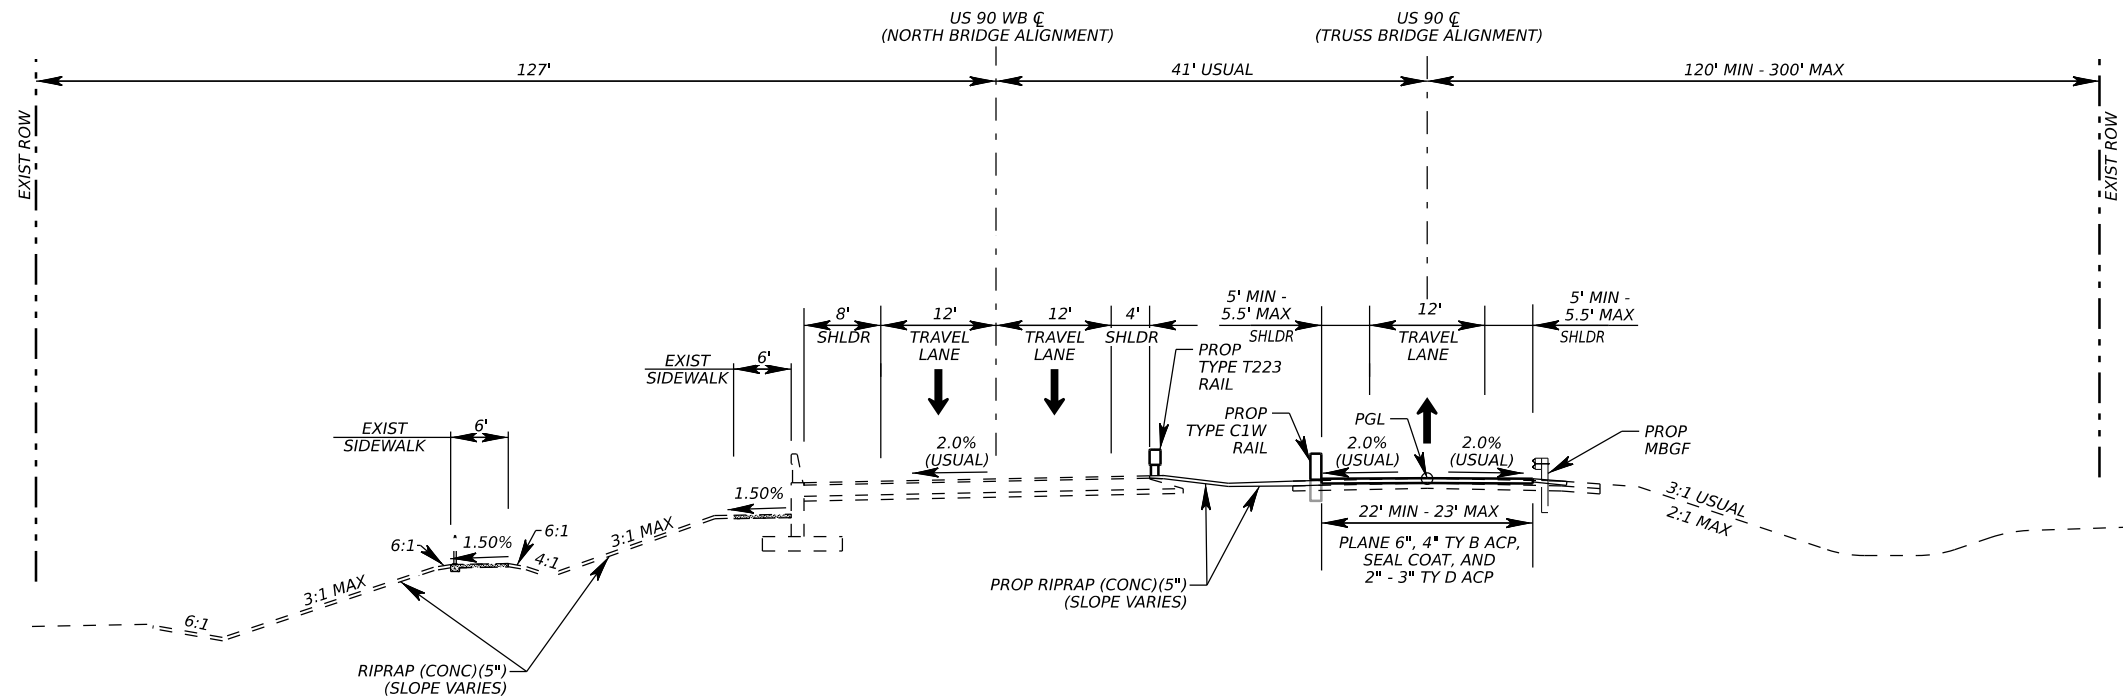 US 90 WB ℄
(NORTH BRIDGE ALIGNMENT)
US 90 ℄
(TRUSS BRIDGE ALIGNMENT)
127'
41' USUAL
120' MIN - 300' MAX
EXIST ROW
EXIST ROW
8'
SHLDR
12'
TRAVEL
LANE
12'
TRAVEL
LANE
4'
SHLDR
5' MIN -
5.5' MAX
SHLDR
12'
TRAVEL
LANE
5' MIN -
5.5' MAX
SHLDR
EXIST
SIDEWALK
6'
PROP
TYPE T223
RAIL
EXIST
SIDEWALK
6'
PROP
TYPE C1W
RAIL
PGL
PROP
MBGF
2.0%
(USUAL)
2.0%
(USUAL)
2.0%
(USUAL)
1.50%
3:1 USUAL
2:1 MAX
22' MIN - 23' MAX
PLANE 6", 4" TY B ACP,
SEAL COAT, AND
2" - 3" TY D ACP
6:1
1.50%
6:1
4:1
3:1 MAX
3:1 MAX
6:1
PROP RIPRAP (CONC)(5")
(SLOPE VARIES)
RIPRAP (CONC)(5")
(SLOPE VARIES)